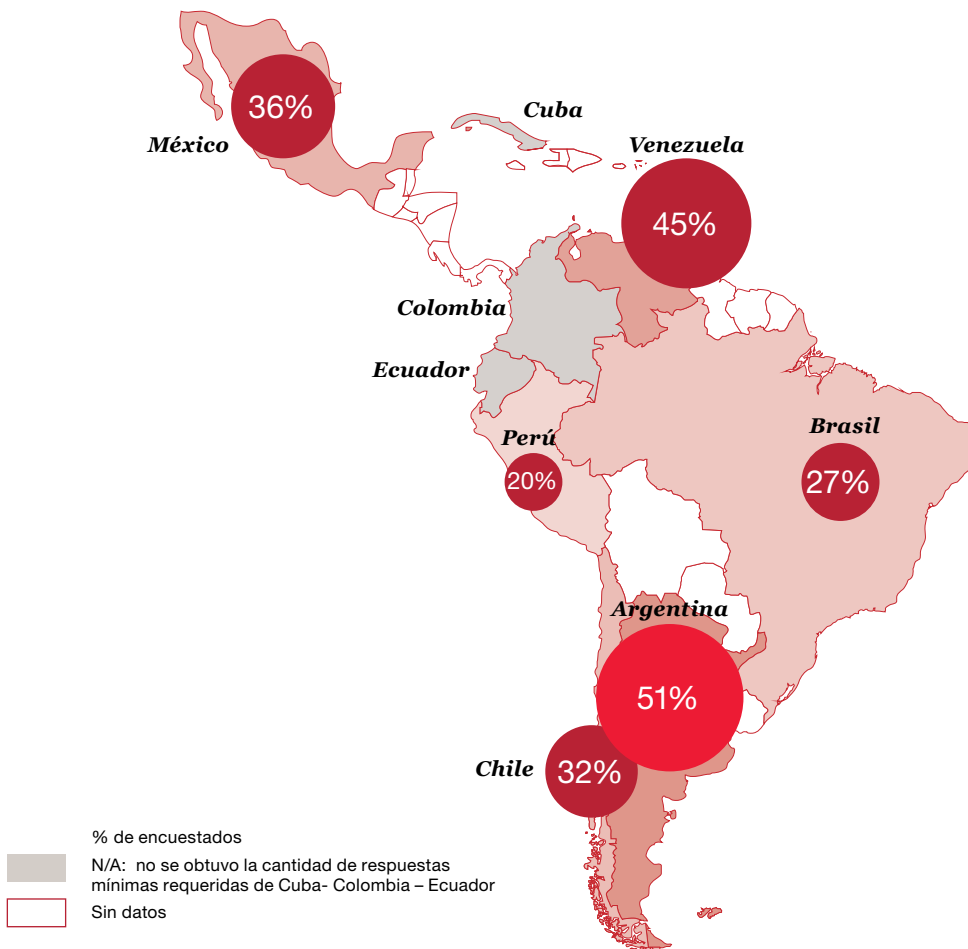 36%
México
Cuba
Venezuela
45%
Colombia
Ecuador
Perú
20%
Brasil
27%
Argentina
51%
Chile
32%
% de encuestados
N/A: no se obtuvo la cantidad de respuestas
mínimas requeridas de Cuba- Colombia – Ecuador
Sin datos